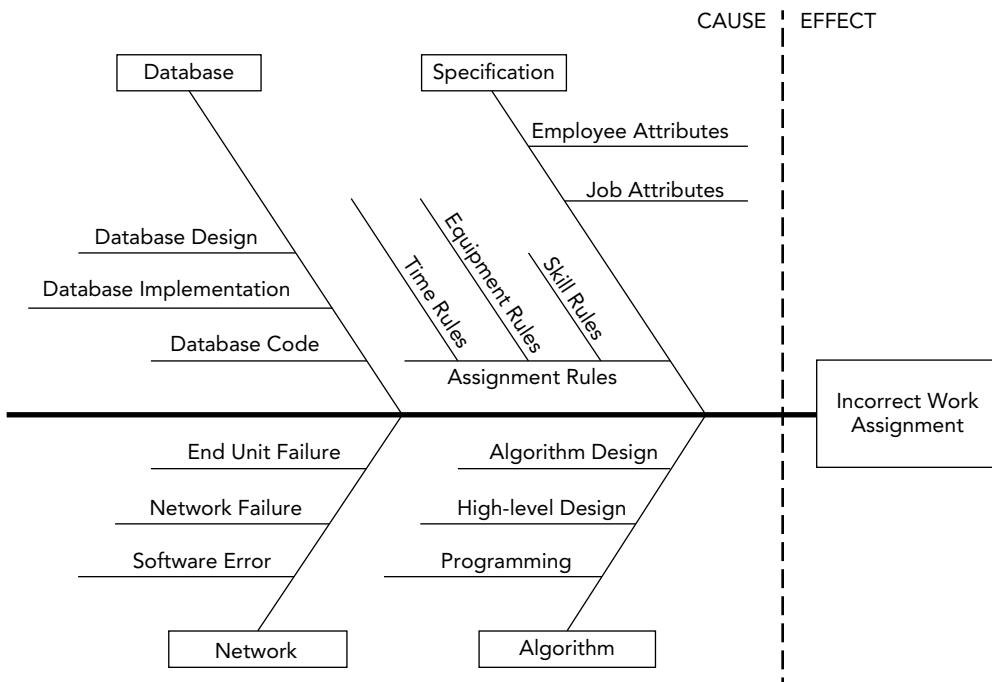 CAUSE EFFECT
Database
Specification
Employee Attributes
Job Attributes
Database Design
Database Implementation
Database Code
Time Rules
Equipment Rules
Skill Rules
Assignment Rules
Incorrect Work
Assignment
End Unit Failure
Network Failure
Software Error
Network
Algorithm Design
High-level Design
Programming
Algorithm